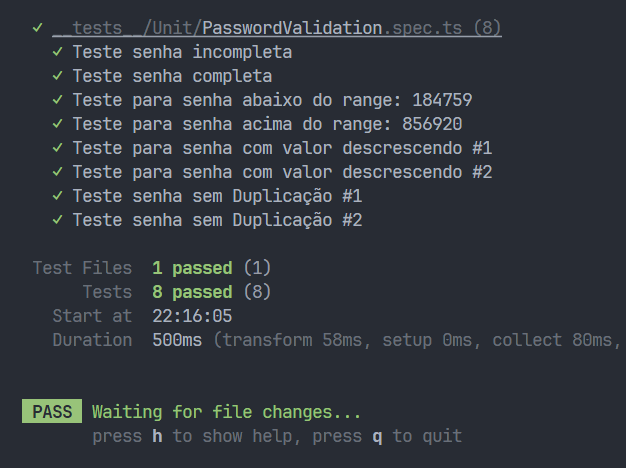 ✓ __tests__/Unit/PasswordValidation.spec.ts (8)
✓ Teste senha incompleta
✓ Teste senha completa
✓ Teste para senha abaixo do range: 184759
✓ Teste para senha acima do range: 856920
✓ Teste para senha com valor descrescendo #1
✓ Teste para senha com valor descrescendo #2
✓ Teste senha sem Duplicação #1
✓ Teste senha sem Duplicação #2
Test Files 1 passed (1)
Tests 8 passed (8)
Start at 22:16:05
Duration 500ms (transform 58ms, setup 0ms, collect 80ms,
PASS Waiting for file changes...
press h to show help, press q to quit